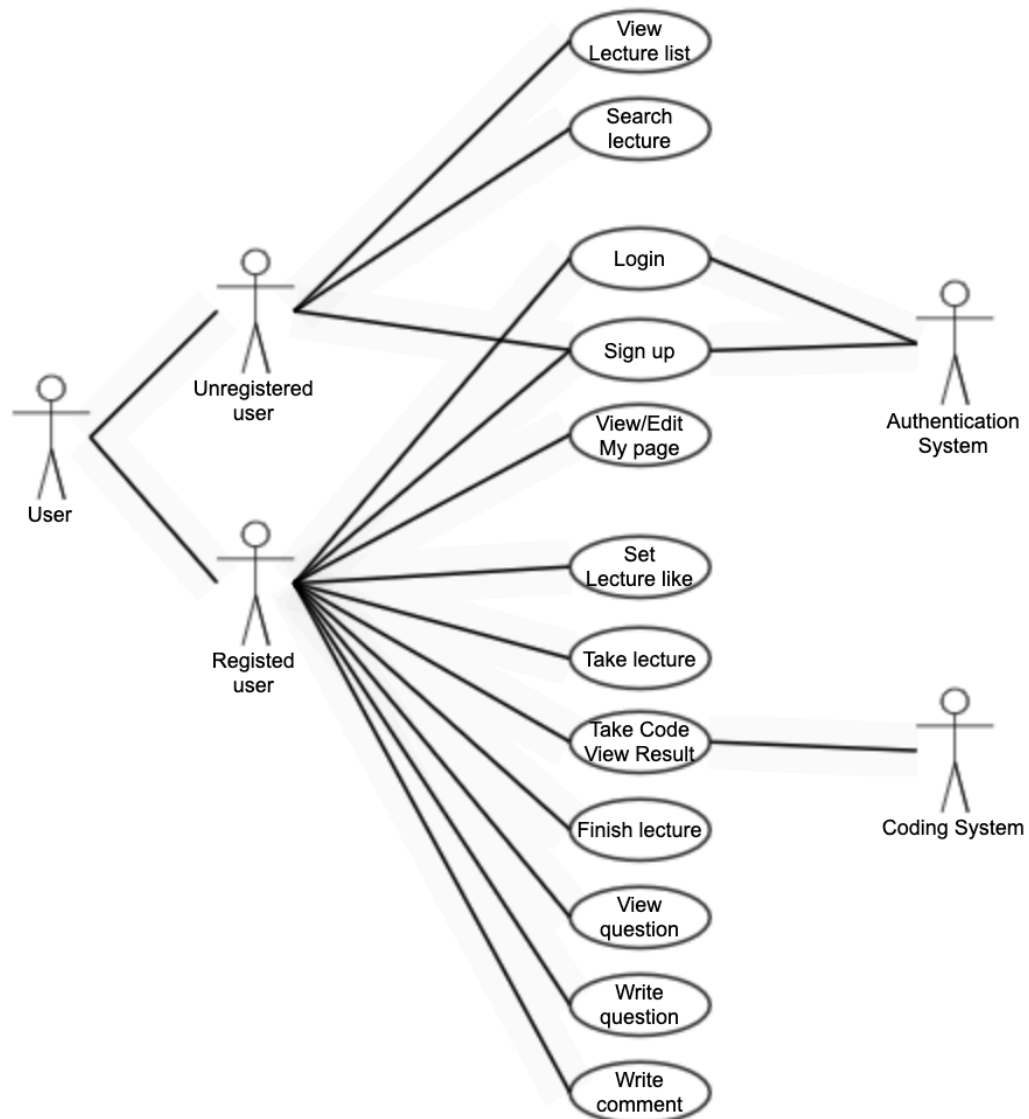 View
Lecture list
Search
lecture
Login
Sign up
View/Edit
My page
Set
Lecture like
Take lecture
Take Code
View Result
Finish lecture
View
question
Write
question
Write
comment
User
Unregistered
user
Registed
user
Authentication
System
Coding System